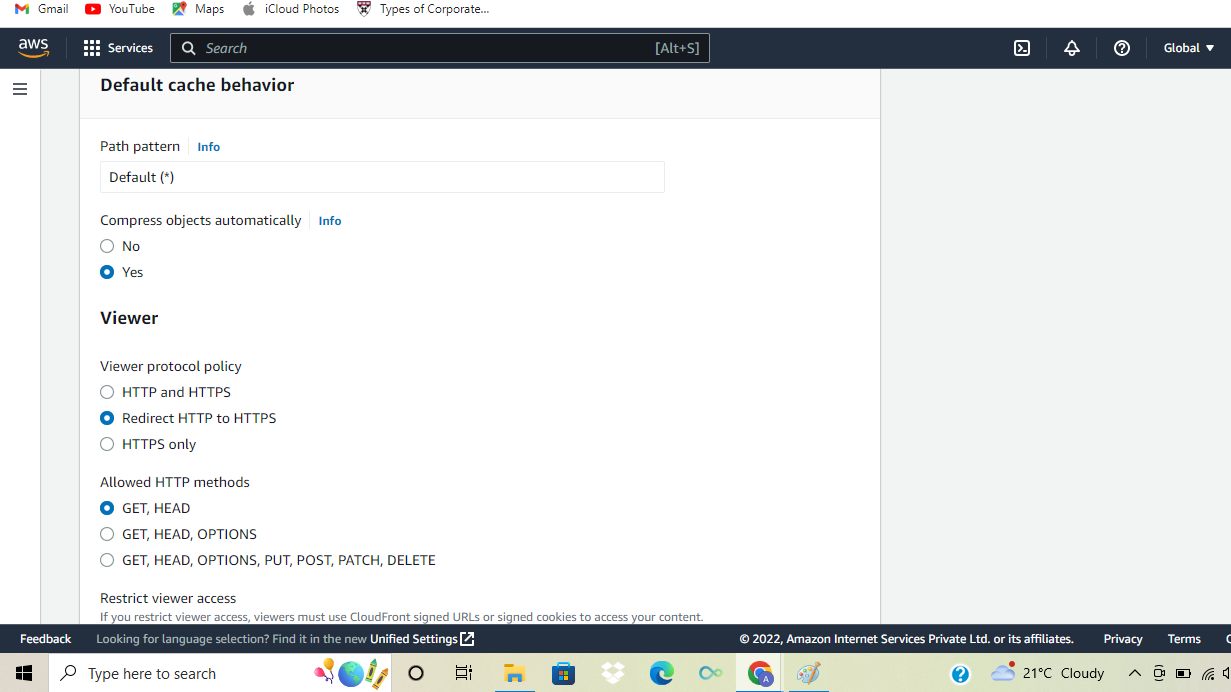 Gmail YouTube Maps iCloud Photos Types of Corporate...
aws Services Search [Alt+S] Global
Default cache behavior
Path pattern Info
Default (*)
Compress objects automatically Info
No
Yes
Viewer
Viewer protocol policy
HTTP and HTTPS
Redirect HTTP to HTTPS
HTTPS only
Allowed HTTP methods
GET, HEAD
GET, HEAD, OPTIONS
GET, HEAD, OPTIONS, PUT, POST, PATCH, DELETE
Restrict viewer access
If you restrict viewer access, viewers must use CloudFront signed URLs or signed cookies to access your content.
Feedback Looking for language selection? Find it in the new Unified Settings © 2022, Amazon Internet Services Private Ltd. or its affiliates. Privacy Terms
Type here to search 21°C Cloudy